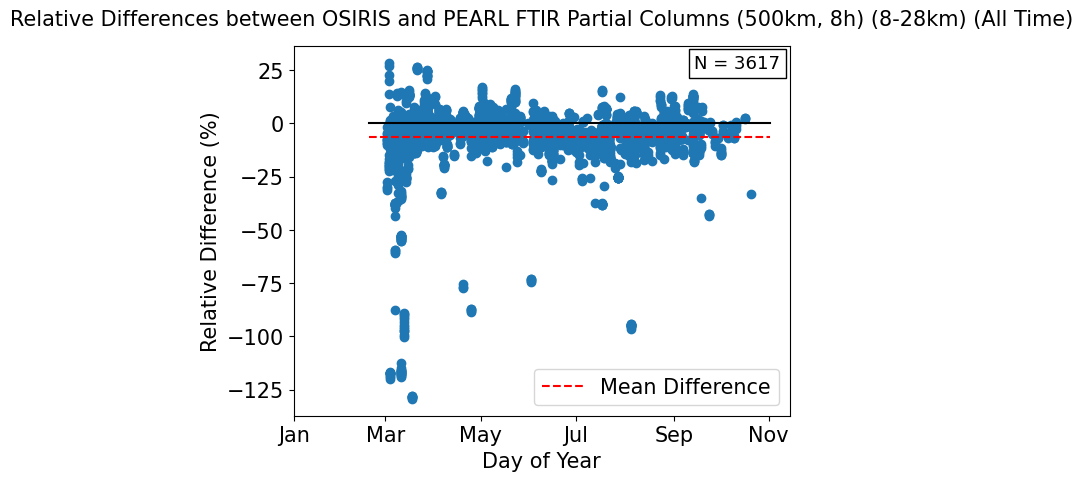 Relative Differences between OSIRIS and PEARL FTIR Partial Columns (500km, 8h) (8-28km) (All Time)
N = 3617
25
0
−25
−50
−75
−100
−125
Relative Difference (%)
Mean Difference
Jan Mar May Jul Sep Nov
Day of Year